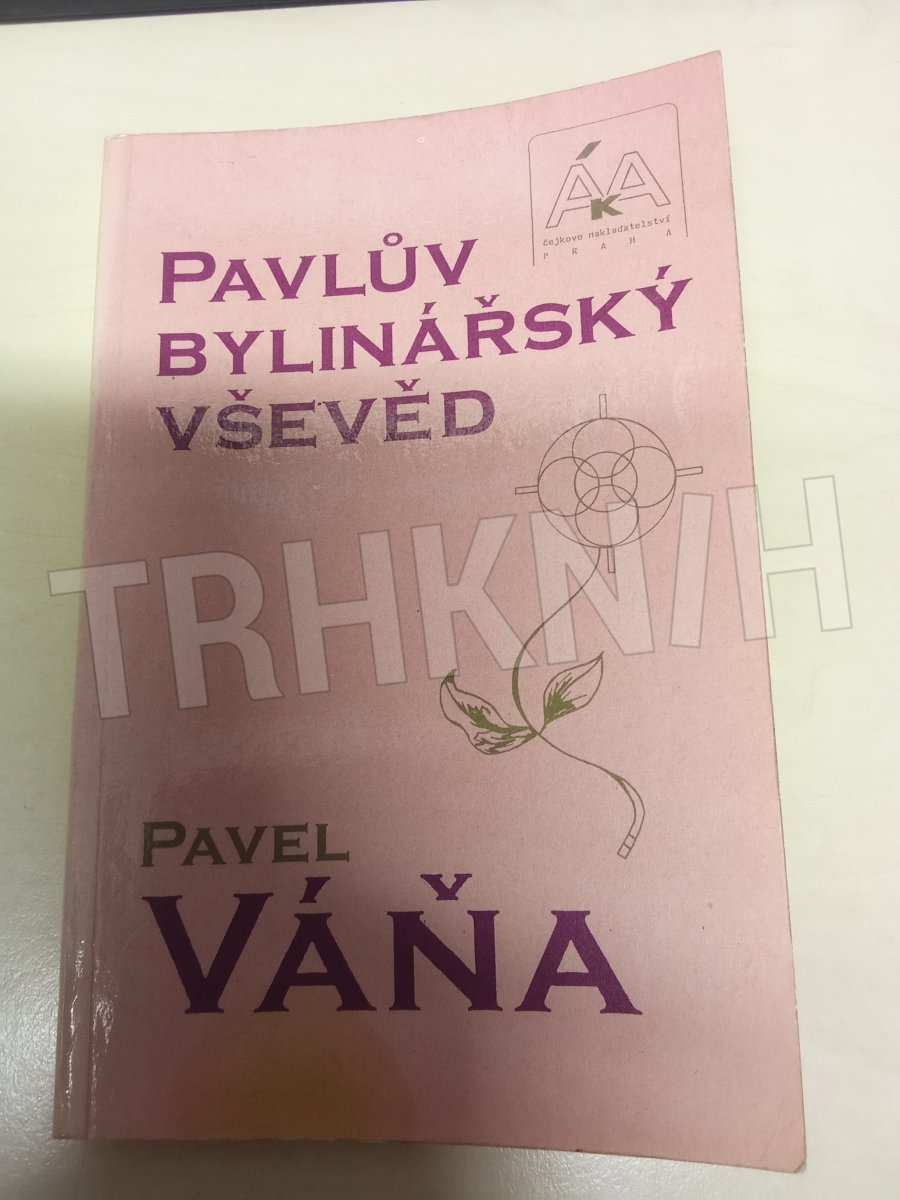 ÁKA
čejkovo nakladatelství
PRAHA
PAVLŮV
BYLINÁŘSKÝ
VŠEVĚD
TRHKNIH
PAVEL
VÁŇA